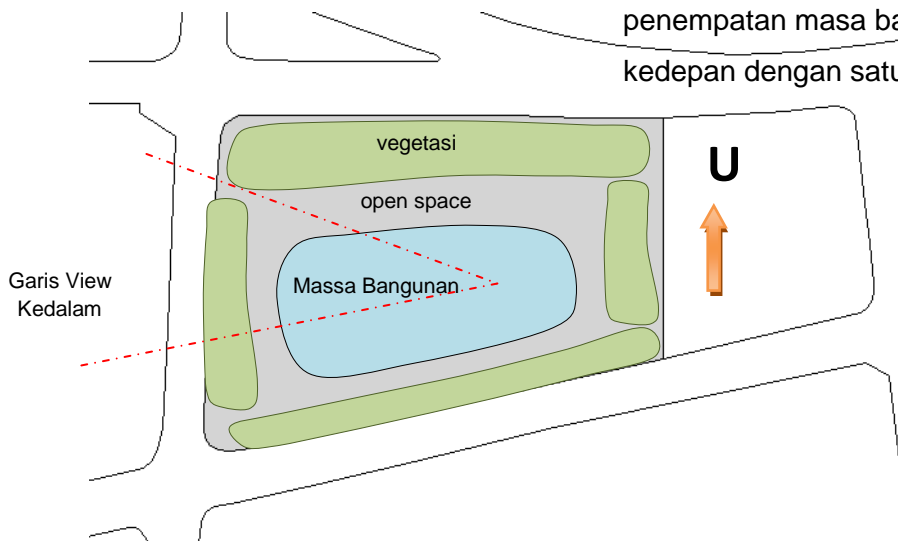 penempatan masa ba
kedepan dengan satu
vegetasi
U
open space
Garis View
Kedalam
Massa Bangunan